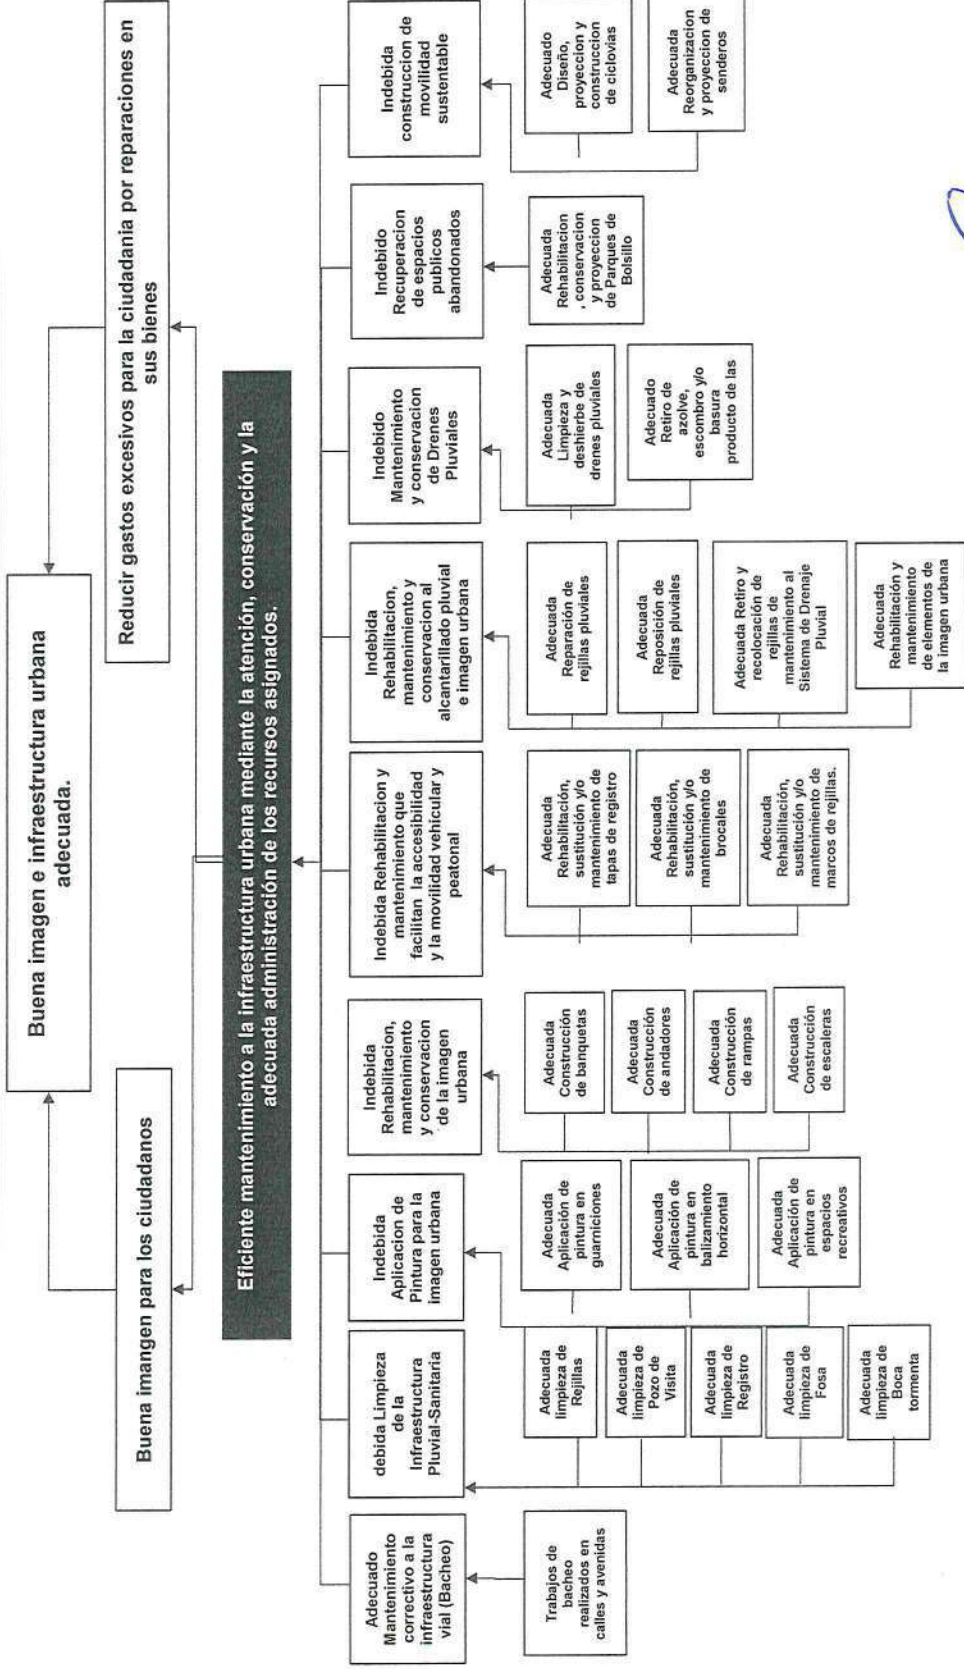 Buena imagen e infraestructura urbana
adecuada.
Buena imangen para los ciudadanos
Reducir gastos excesivos para la ciudadania por reparaciones en
sus bienes
Eficiente mantenimiento a la infraestructura urbana mediante la atención, conservación y la
adecuada administración de los recursos asignados.
Adecuado
Mantenimiento
correctivo a la
infraestructura
vial (Bacheo)
debida Limpieza
de la
Infraestructura
Pluvial-Sanitaria
Indebida
Aplicacion de
Pintura para la
imagen urbana
Indebida
Rehabilitacion,
mantenimiento
y conservacion
de la imagen
urbana
Indebida Rehabilitacion y
mantenimiento que
facilitan la accesibilidad
y la movilidad vehicular y
peatonal
Indebida
Rehabilitacion,
mantenimiento y
conservacion al
alcantarillado pluvial
e imagen urbana
Indebido
Mantenimiento
y conservacion
de Drenes
Pluviales
Indebido
Recuperacion
de espacios
publicos
abandonados
Indebida
construccion de
movilidad
sustentable
Trabajos de
bacheo
realizados en
calles y avenidas
Adecuada
limpieza de
Rejillas
Adecuada
limpieza de
Pozo de
Visita
Adecuada
limpieza de
Registro
Adecuada
limpieza de
Fosa
Adecuada
limpieza de
Boca
tormenta
Adecuada
Aplicación de
pintura en
guarniciones
Adecuada
Aplicación de
pintura en
balizamiento
horizontal
Adecuada
Aplicación de
pintura en
espacios
recreativos
Adecuada
Construcción
de banquetas
Adecuada
Construcción
de andadores
Adecuada
Construcción
de rampas
Adecuada
Construcción
de escaleras
Adecuada
Rehabilitación,
sustitución y/o
mantenimiento de
tapas de registro
Adecuada
Rehabilitación,
sustitución y/o
mantenimiento de
brocales
Adecuada
Rehabilitación,
sustitución y/o
mantenimiento de
marcos de rejillas.
Adecuada
Reparación de
rejillas pluviales
Adecuada
Reposición de
rejillas pluviales
Adecuada Retiro y
recolocación de
rejillas de
mantenimiento al
Sistema de Drenaje
Pluvial
Adecuada
Rehabilitación y
mantenimiento
de elementos de
la imagen urbana
Adecuada
Limpieza y
deshierbe de
drenes pluviales
Adecuado
Retiro de
azolve,
escombro y/o
basura
producto de las
Adecuada
Rehabilitacion
, conservacion
y proyeccion
de Parques de
Bolsillo
Adecuado
Diseño,
proyeccion y
construccion
de ciclovias
Adecuada
Reorganizacion
y proyeccion de
senderos